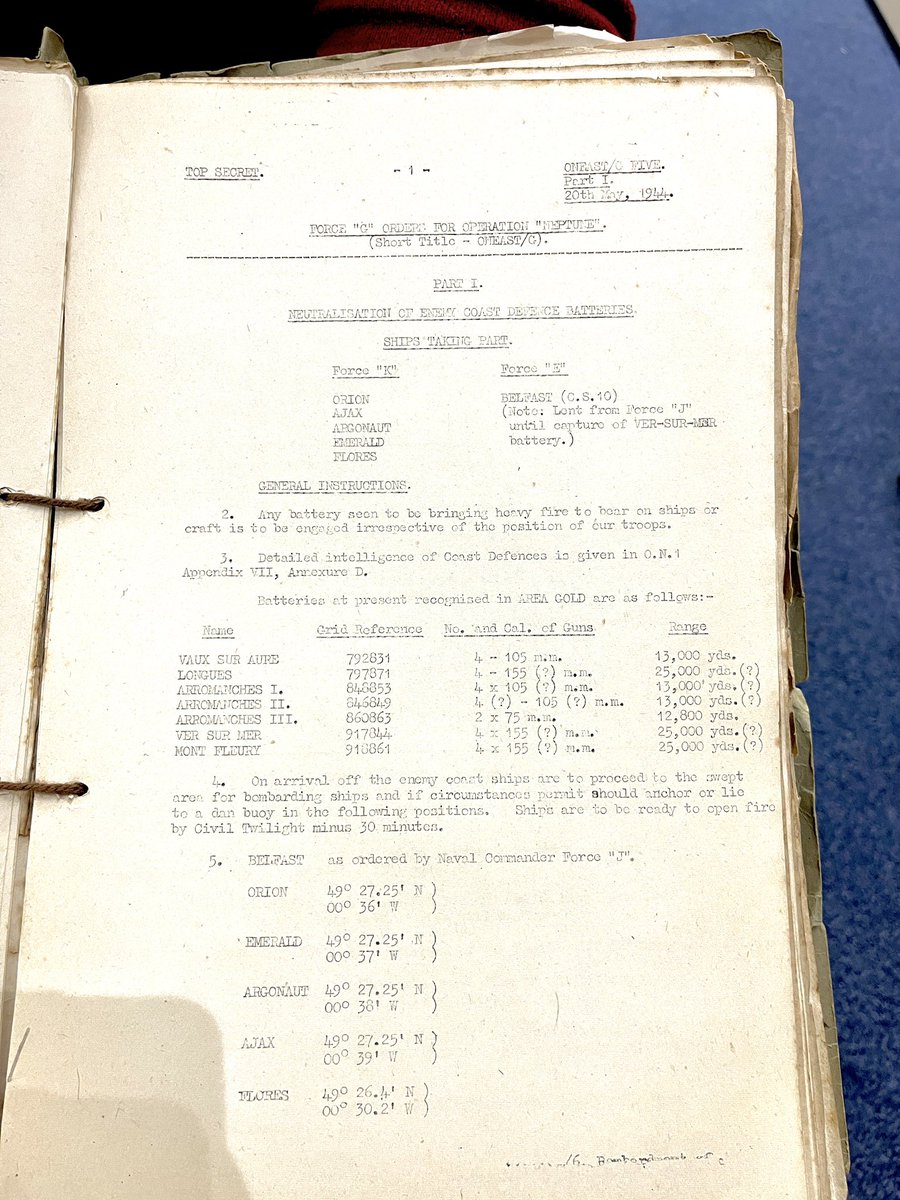 TOP SECRET. - 1 - ONEAST/G FIVE.
Part I.
20th May, 1944.
FORCE "G" ORDERS FOR OPERATION "NEPTUNE".
(Short Title - ONEAST/G).
PART I.
NEUTRALISATION OF ENEMY COAST DEFENCE BATTERIES.
SHIPS TAKING PART.
Force "K" Force "E"
ORION BELFAST (C.S.10)
AJAX (Note: Lent from Force "J"
ARGONAUT until capture of VER-SUR-MER
EMERALD battery.)
FLORES
GENERAL INSTRUCTIONS.
2. Any battery seen to be bringing heavy fire to bear on ships or
craft is to be engaged irrespective of the position of our troops.
3. Detailed intelligence of Coast Defences is given in O.N.1
Appendix VII, Annexure D.
Batteries at present recognised in AREA GOLD are as follows:-
Name Grid Reference No. and Cal. of Guns Range
VAUX SUR AURE 792831 4 - 105 m.m. 13,000 yds.
LONGUES 797871 4 - 155 (?) m.m. 25,000 yds.(?)
ARROMANCHES I. 848853 4 x 105 (?) m.m. 13,000 yds.(?)
ARROMANCHES II. 846849 4 (?) - 105 (?) m.m. 13,000 yds.(?)
ARROMANCHES III. 860863 2 x 75 m.m. 12,800 yds.
VER SUR MER 917844 4 x 155 (?) m.m. 25,000 yds.(?)
MONT FLEURY 918861 4 x 155 (?) m.m. 25,000 yds.(?)
4. On arrival off the enemy coast ships are to proceed to the swept
area for bombarding ships and if circumstances permit should anchor or lie
to a dan buoy in the following positions. Ships are to be ready to open fire
by Civil Twilight minus 30 minutes.
5. BELFAST as ordered by Naval Commander Force "J".
ORION 49° 27.25' N )
00° 36' W )
EMERALD 49° 27.25' N )
00° 37' W )
ARGONAUT 49° 27.25' N )
00° 38' W )
AJAX 49° 27.25' N )
00° 39' W )
FLORES 49° 26.4' N )
00° 30.2' W )
/6. Bombardment of